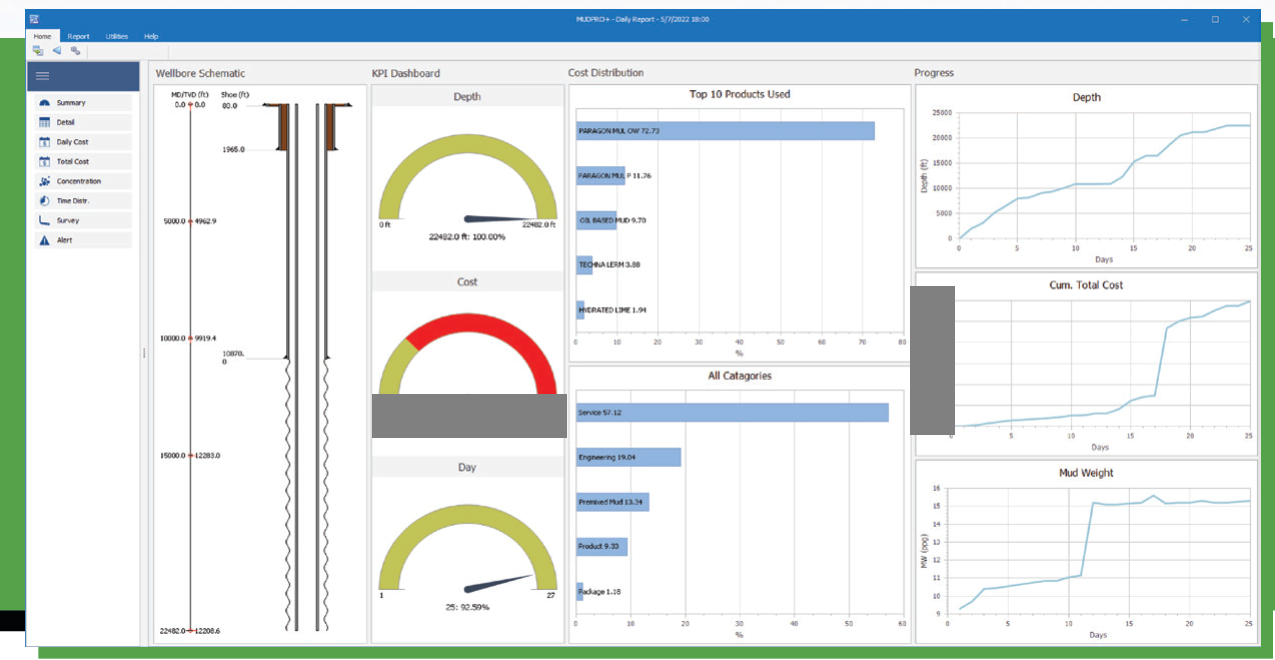 MUDPRO+ - Daily Report - 5/7/2022 18:00
Home Report Utilities Help
Wellbore Schematic
KPI Dashboard
Cost Distribution
Progress
Summary
Detail
Daily Cost
Total Cost
Concentration
Time Distr.
Survey
Alert
MD/TVD (ft) Shoe (ft)
0.0 0.0 80.0
1965.0
5000.0 4962.9
10000.0 9919.4
10870.
0
15000.0 12283.0
22482.0 12208.6
Depth
0 ft 22482.0 ft
22482.0 ft: 100.00%
Cost
Day
1 27
25: 92.59%
Top 10 Products Used
PARAGON MUL OW 72.73
PARAGON MUL P 11.76
OIL BASED MUD 9.70
TECHNA LERM 3.88
HYDRATED LIME 1.94
0 10 20 30 40 50 60 70 80
%
All Catagories
Service 57.12
Engineering 19.04
Premixed Mud 13.34
Product 9.33
Package 1.18
0 10 20 30 40 50 60
%
Depth
25000
20000
15000
10000
5000
0
Depth (ft)
0 5 10 15 20 25
Days
Cum. Total Cost
0 5 10 15 20 25
Days
Mud Weight
16
15
14
13
12
11
10
9
MW (ppg)
0 5 10 15 20 25
Days